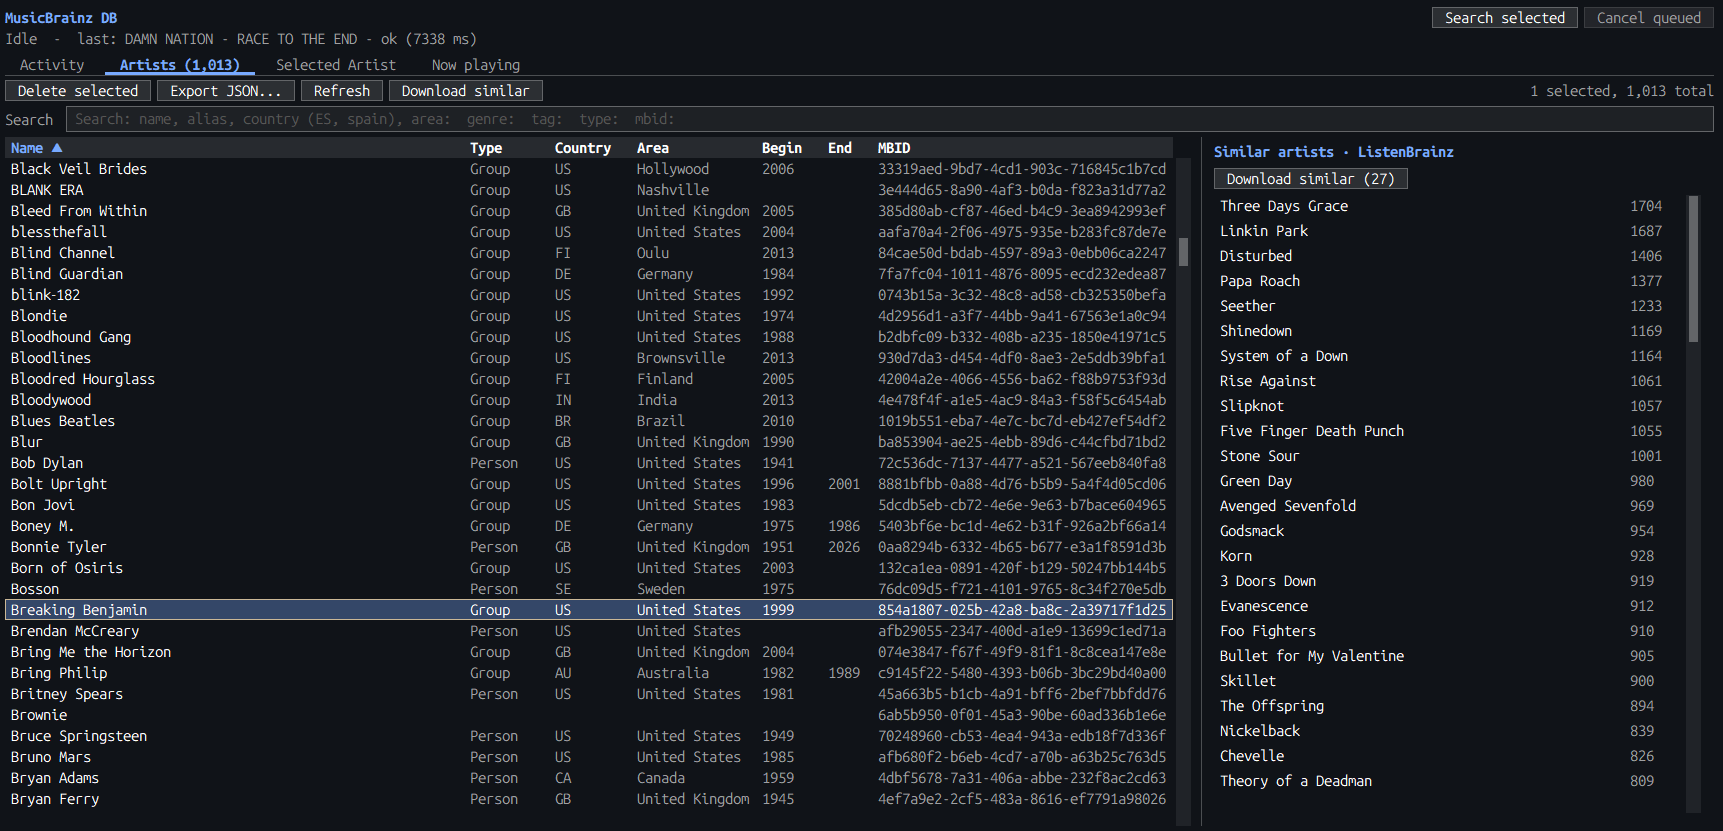 MusicBrainz DB
Search selected Cancel queued
Idle - last: DAMN NATION - RACE TO THE END - ok (7338 ms)
Activity Artists (1,013) Selected Artist Now playing
Delete selected Export JSON... Refresh Download similar 1 selected, 1,013 total
Search Search: name, alias, country (ES, spain), area: genre: tag: type: mbid:
Name ▲ Type Country Area Begin End MBID
Black Veil Brides Group US Hollywood 2006 33319aed-9bd7-4cd1-903c-716845c1b7cd
BLANK ERA Group US Nashville 3e444d65-8a90-4af3-b0da-f823a31d77a2
Bleed From Within Group GB United Kingdom 2005 385d80ab-cf87-46ed-b4c9-3ea8942993ef
blessthefall Group US United States 2004 aafa70a4-2f06-4975-935e-b283fc87de7e
Blind Channel Group FI Oulu 2013 84cae50d-bdab-4597-89a3-0ebb06ca2247
Blind Guardian Group DE Germany 1984 7fa7fc04-1011-4876-8095-ecd232edea87
blink-182 Group US United States 1992 0743b15a-3c32-48c8-ad58-cb325350befa
Blondie Group US United States 1974 4d2956d1-a3f7-44bb-9a41-67563e1a0c94
Bloodhound Gang Group US United States 1988 b2dbfc09-b332-408b-a235-1850e41971c5
Bloodlines Group US Brownsville 2013 930d7da3-d454-4df0-8ae3-2e5ddb39bfa1
Bloodred Hourglass Group FI Finland 2005 42004a2e-4066-4556-ba62-f88b9753f93d
Bloodywood Group IN India 2013 4e478f4f-a1e5-4ac9-84a3-f58f5c6454ab
Blues Beatles Group BR Brazil 2010 1019b551-eba7-4e7c-bc7d-eb427ef54df2
Blur Group GB United Kingdom 1990 ba853904-ae25-4ebb-89d6-c44cfbd71bd2
Bob Dylan Person US United States 1941 72c536dc-7137-4477-a521-567eeb840fa8
Bolt Upright Group US United States 1996 2001 8881bfbb-0a88-4d76-b5b9-5a4f4d05cd06
Bon Jovi Group US United States 1983 5dcdb5eb-cb72-4e6e-9e63-b7bace604965
Boney M. Group DE Germany 1975 1986 5403bf6e-bc1d-4e62-b31f-926a2bf66a14
Bonnie Tyler Person GB United Kingdom 1951 2026 0aa8294b-6332-4b65-b677-e3a1f8591d3b
Born of Osiris Group US United States 2003 132ca1ea-0891-420f-b129-50247bb144b5
Bosson Person SE Sweden 1975 76dc09d5-f721-4101-9765-8c34f270e5db
Breaking Benjamin Group US United States 1999 854a1807-025b-42a8-ba8c-2a39717f1d25
Brendan McCreary Person US United States afb29055-2347-400d-a1e9-13699c1ed71a
Bring Me the Horizon Group GB United Kingdom 2004 074e3847-f67f-49f9-81f1-8c8cea147e8e
Bring Philip Group AU Australia 1982 1989 c9145f22-5480-4393-b06b-3bc29bd40a00
Britney Spears Person US United States 1981 45a663b5-b1cb-4a91-bff6-2bef7bbfdd76
Brownie 6ab5b950-0f01-45a3-90be-60ad336b1e6e
Bruce Springsteen Person US United States 1949 70248960-cb53-4ea4-943a-edb18f7d336f
Bruno Mars Person US United States 1985 afb680f2-b6eb-4cd7-a70b-a63b25c763d5
Bryan Adams Person CA Canada 1959 4dbf5678-7a31-406a-abbe-232f8ac2cd63
Bryan Ferry Person GB United Kingdom 1945 4ef7a9e2-2cf5-483a-8616-ef7791a98026
Similar artists · ListenBrainz
Download similar (27)
Three Days Grace 1704
Linkin Park 1687
Disturbed 1406
Papa Roach 1377
Seether 1233
Shinedown 1169
System of a Down 1164
Rise Against 1061
Slipknot 1057
Five Finger Death Punch 1055
Stone Sour 1001
Green Day 980
Avenged Sevenfold 969
Godsmack 954
Korn 928
3 Doors Down 919
Evanescence 912
Foo Fighters 910
Bullet for My Valentine 905
Skillet 900
The Offspring 894
Nickelback 839
Chevelle 826
Theory of a Deadman 809